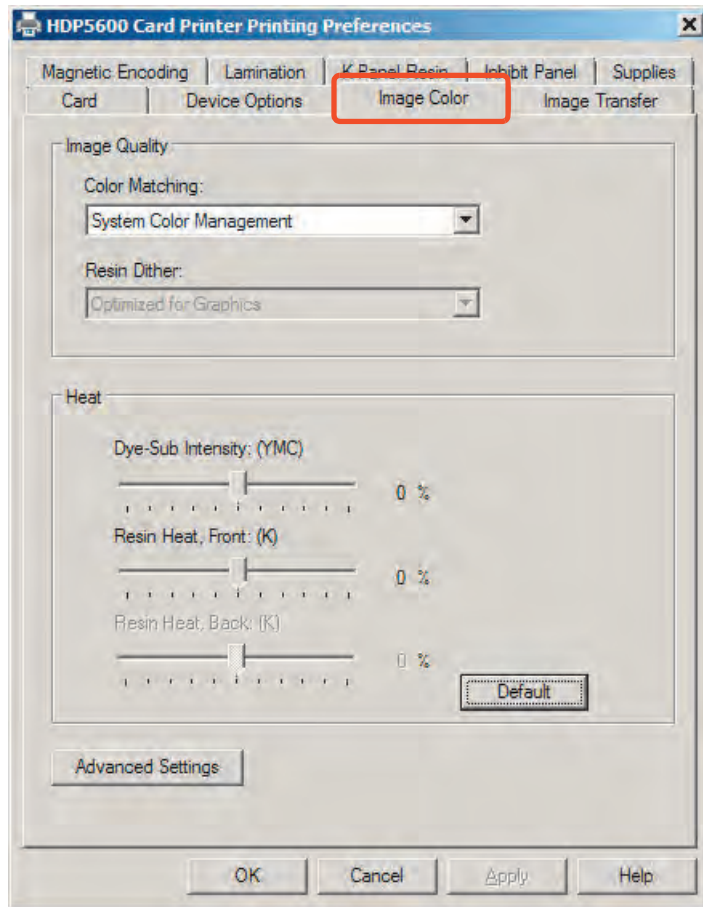 HDP5600 Card Printer Printing Preferences
Magnetic Encoding Lamination K Panel Resin Inhibit Panel Supplies
Card Device Options Image Color Image Transfer
Image Quality
Color Matching:
System Color Management
Resin Dither:
Optimized for Graphics
Heat
Dye-Sub Intensity: (YMC)
0 %
Resin Heat, Front: (K)
0 %
Resin Heat, Back: (K)
0 %
Default
Advanced Settings
OK Cancel Apply Help